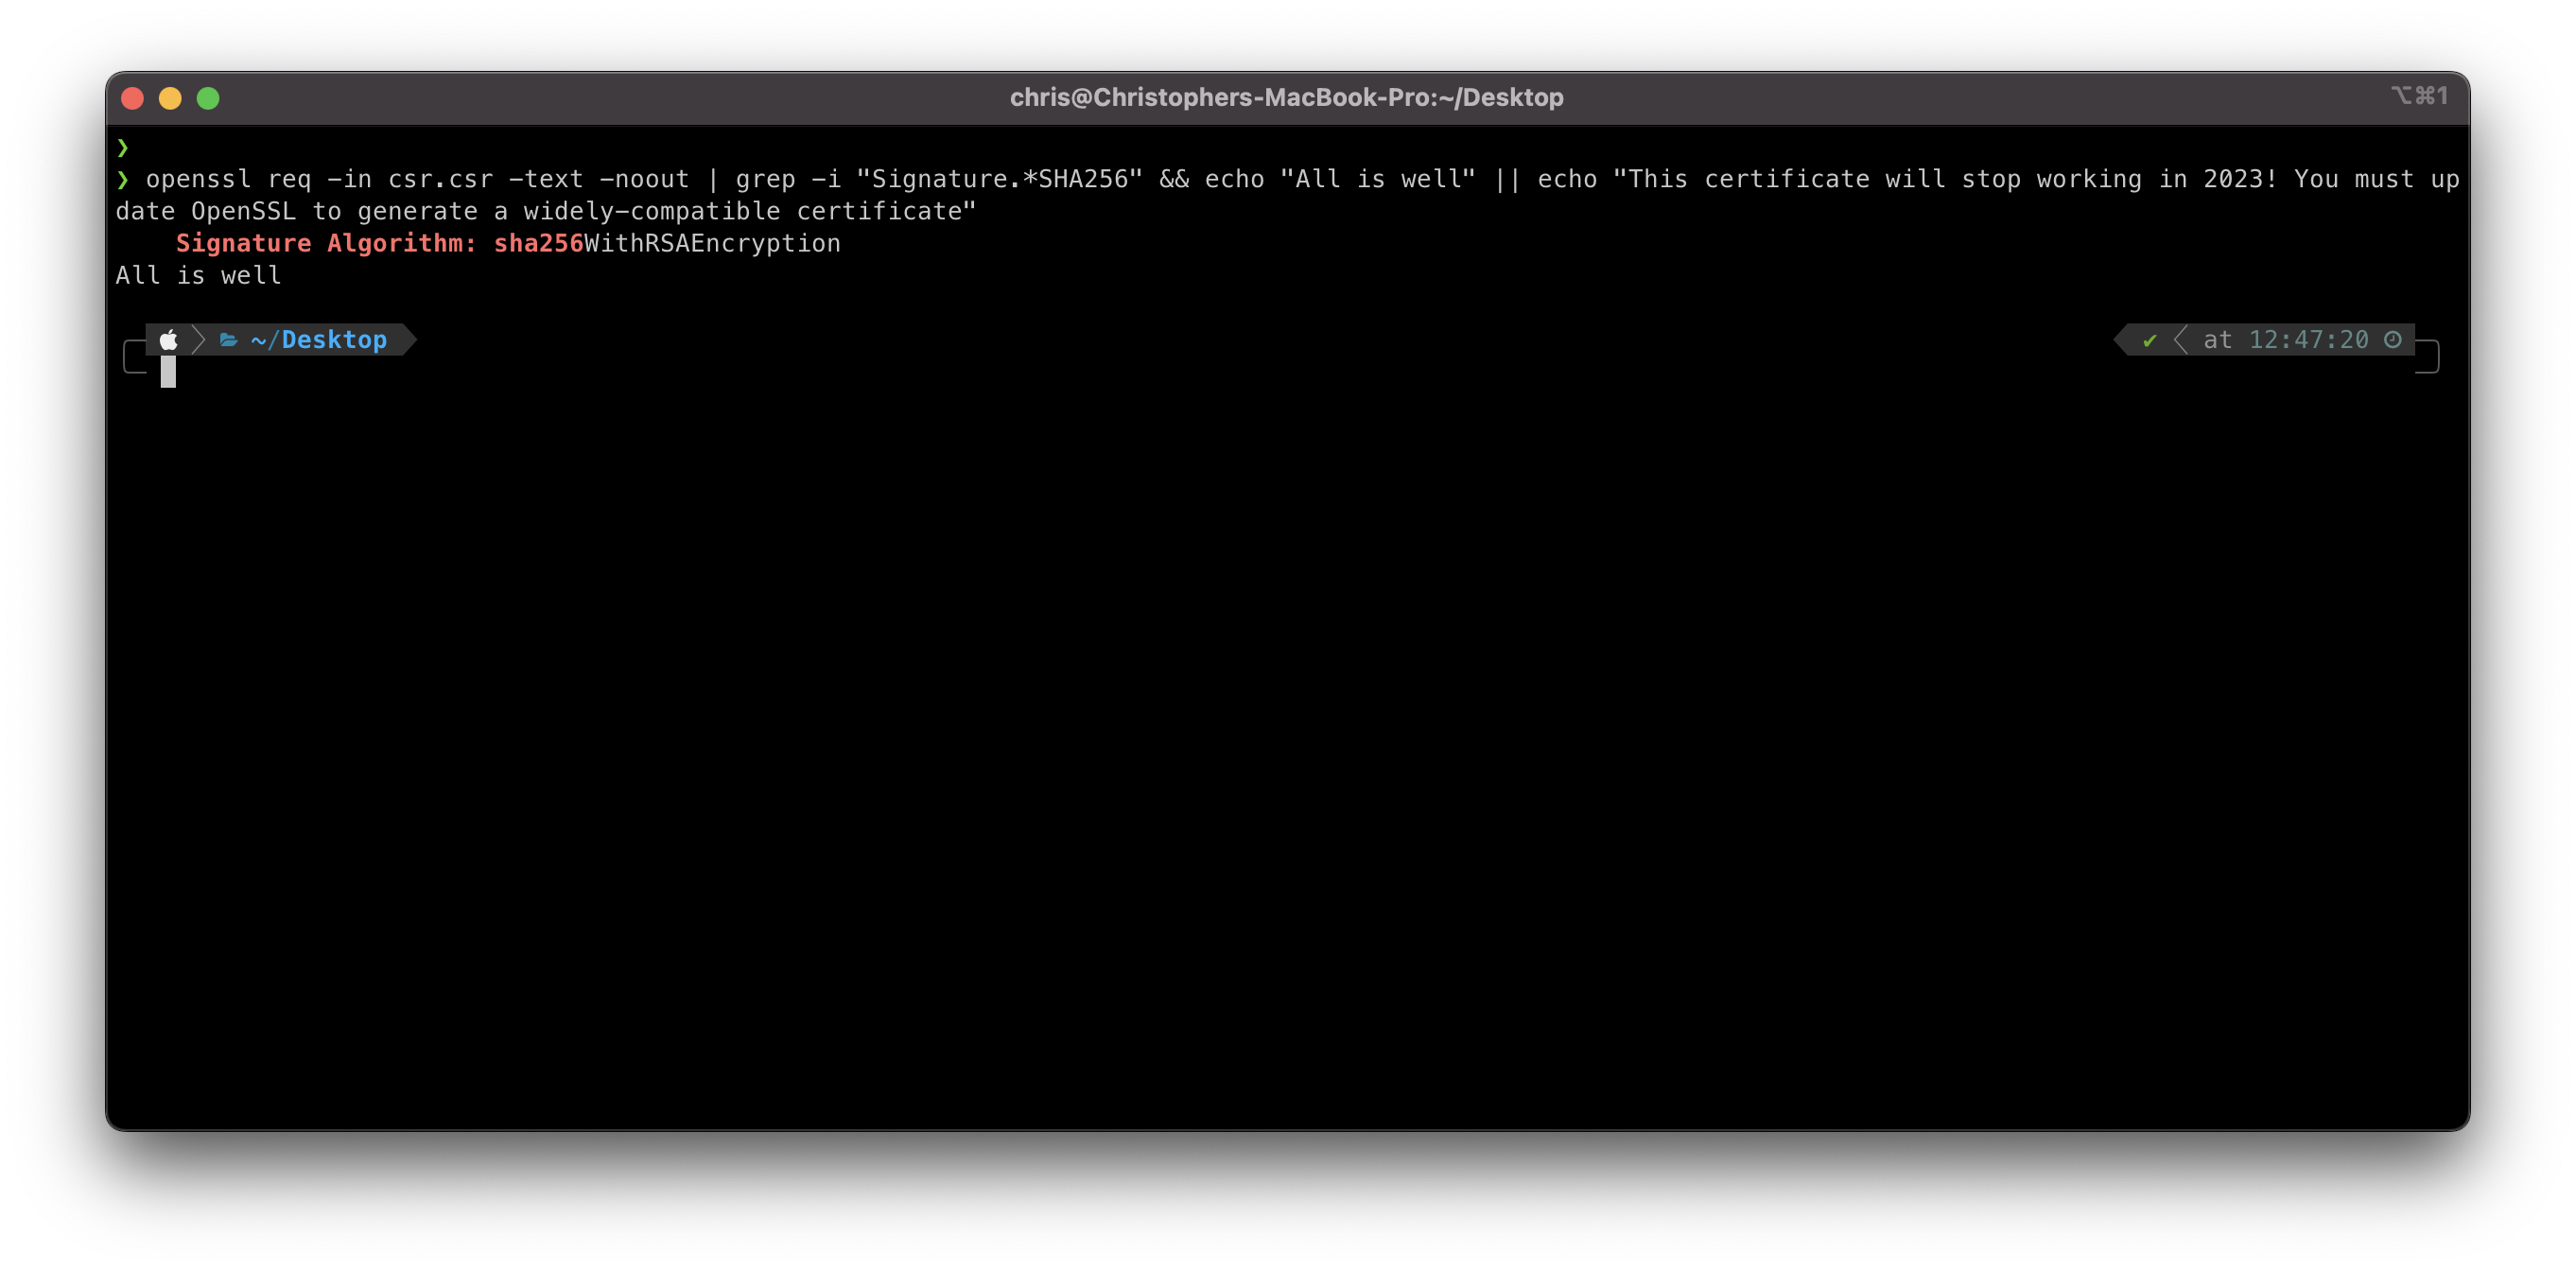 chris@Christophers-MacBook-Pro:~/Desktop
⌥⌘1
❯
❯ openssl req -in csr.csr -text -noout | grep -i "Signature.*SHA256" && echo "All is well" || echo "This certificate will stop working in 2023! You must up
date OpenSSL to generate a widely-compatible certificate"
Signature Algorithm: sha256WithRSAEncryption
All is well
~/Desktop
✔ at 12:47:20